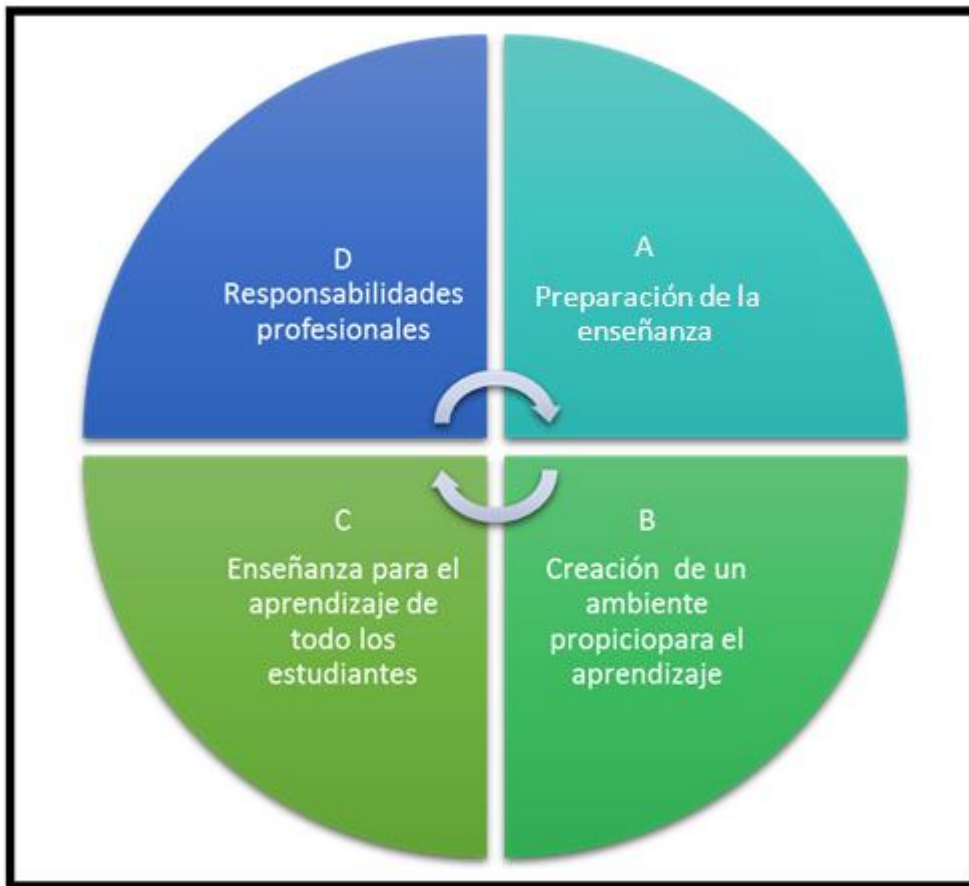 D
Responsabilidades
profesionales
A
Preparación de la
enseñanza
C
Enseñanza para el
aprendizaje de
todo los
estudiantes
B
Creación de un
ambiente
propiciopara el
aprendizaje